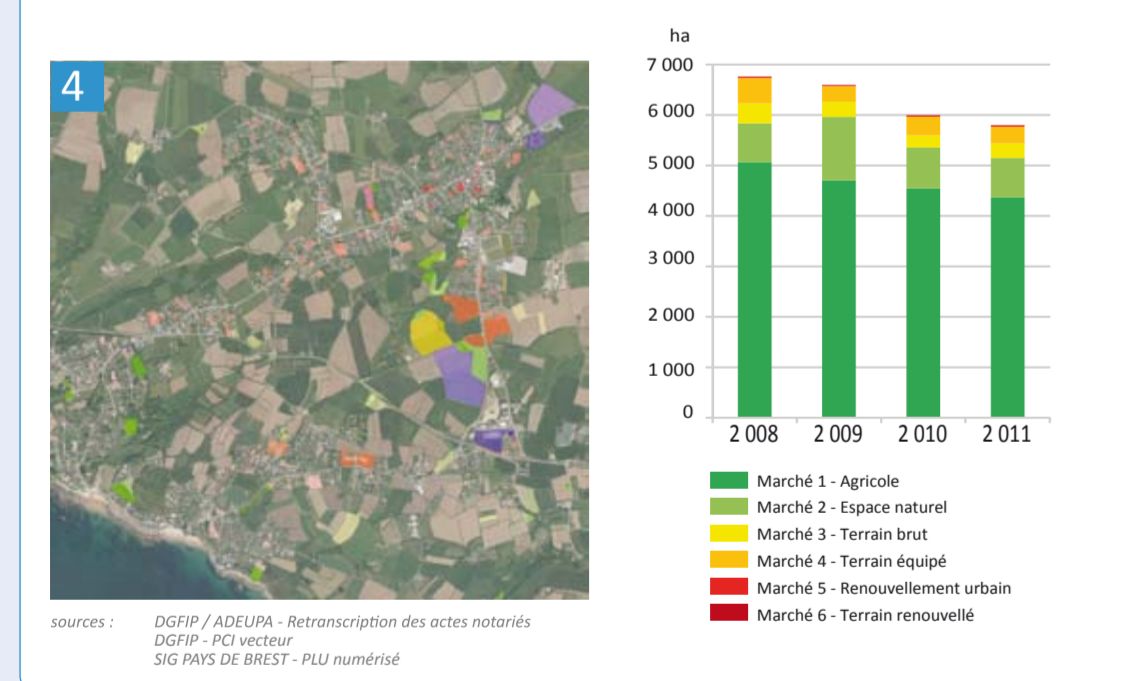 4
ha
7 000
6 000
5 000
4 000
3 000
2 000
1 000
0
2 008 2 009 2 010 2 011
Marché 1 - Agricole
Marché 2 - Espace naturel
Marché 3 - Terrain brut
Marché 4 - Terrain équipé
Marché 5 - Renouvellement urbain
Marché 6 - Terrain renouvellé
sources : DGFIP / ADEUPA - Retranscription des actes notariés
DGFIP - PCI vecteur
SIG PAYS DE BREST - PLU numérisé